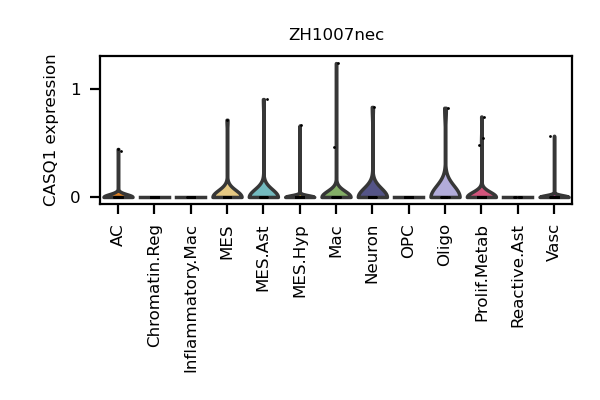 ZH1007nec
CASQ1 expression
1
0
AC
Chromatin.Reg
Inflammatory.Mac
MES
MES.Ast
MES.Hyp
Mac
Neuron
OPC
Oligo
Prolif.Metab
Reactive.Ast
Vasc